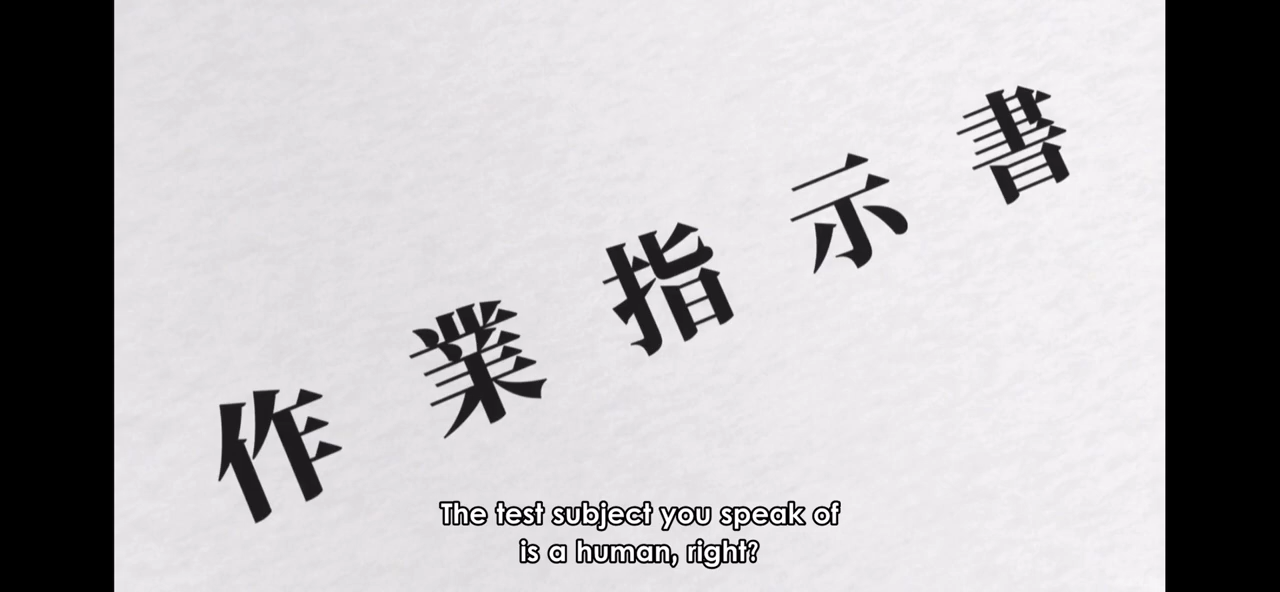 作業指示書
The test subject you speak of
is a human, right?